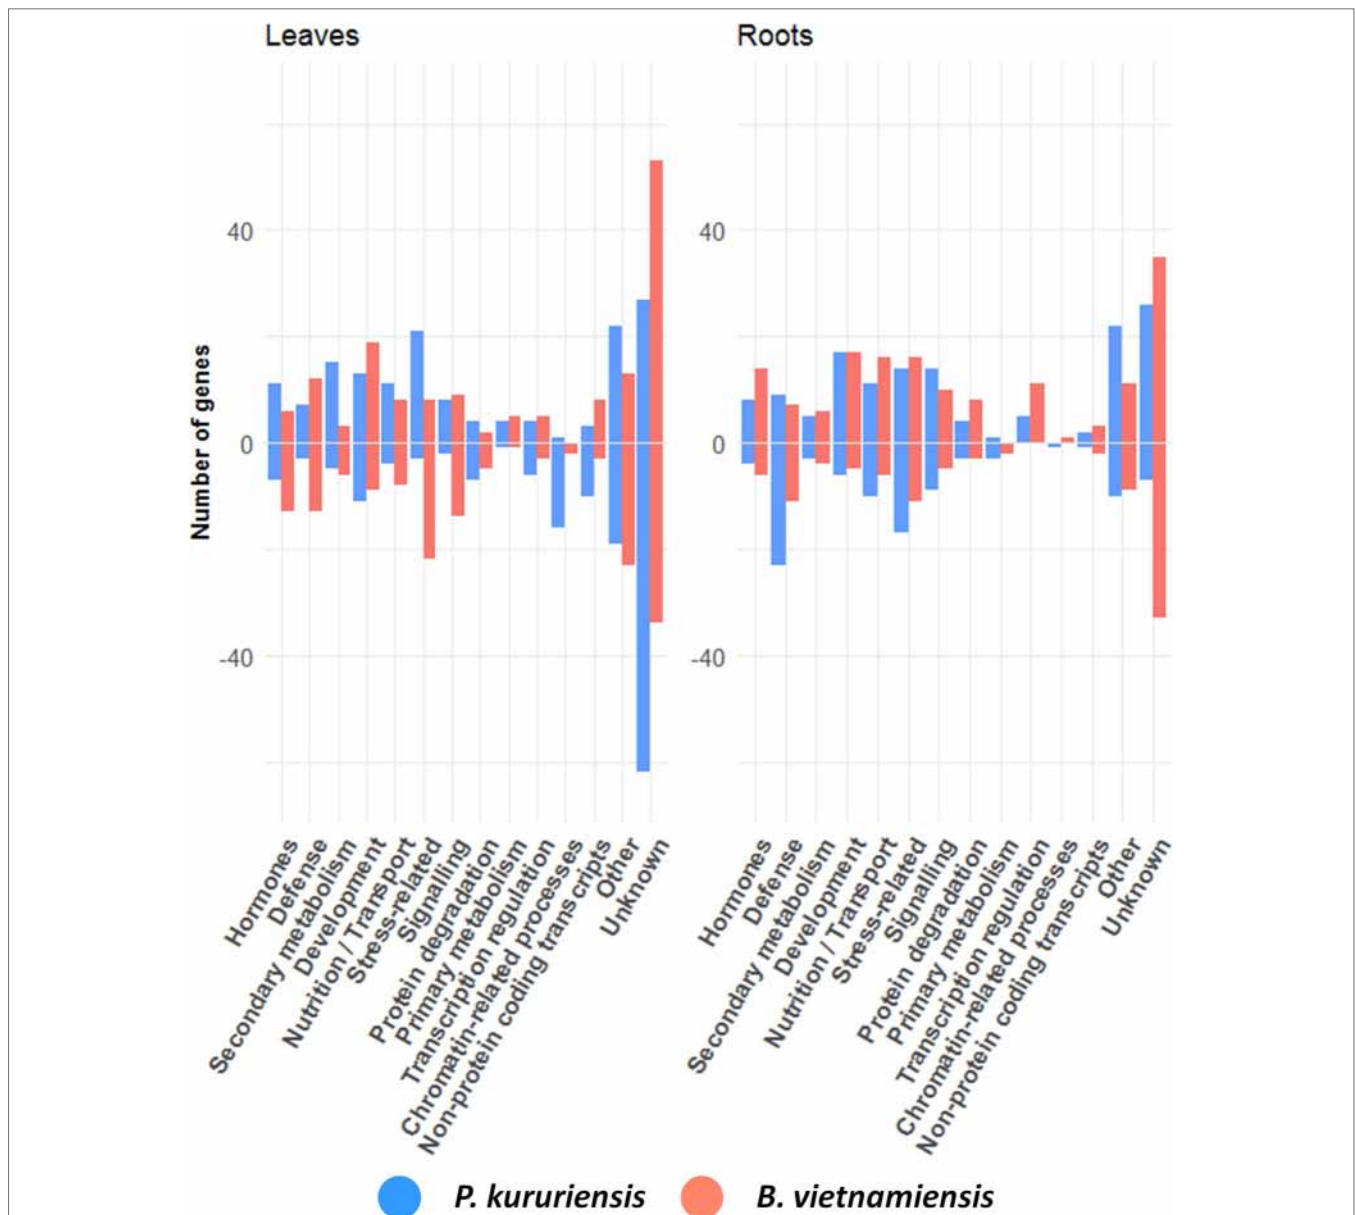 Leaves
Roots
Number of genes
40
0
-40
40
0
-40
Hormones
Defense
Secondary metabolism
Development
Nutrition / Transport
Stress-related
Signalling
Protein degradation
Primary metabolism
Transcription regulation
Chromatin-related processes
Non-protein coding transcripts
Other
Unknown
Hormones
Defense
Secondary metabolism
Development
Nutrition / Transport
Stress-related
Signalling
Protein degradation
Primary metabolism
Transcription regulation
Chromatin-related processes
Non-protein coding transcripts
Other
Unknown
P. kururiensis
B. vietnamiensis